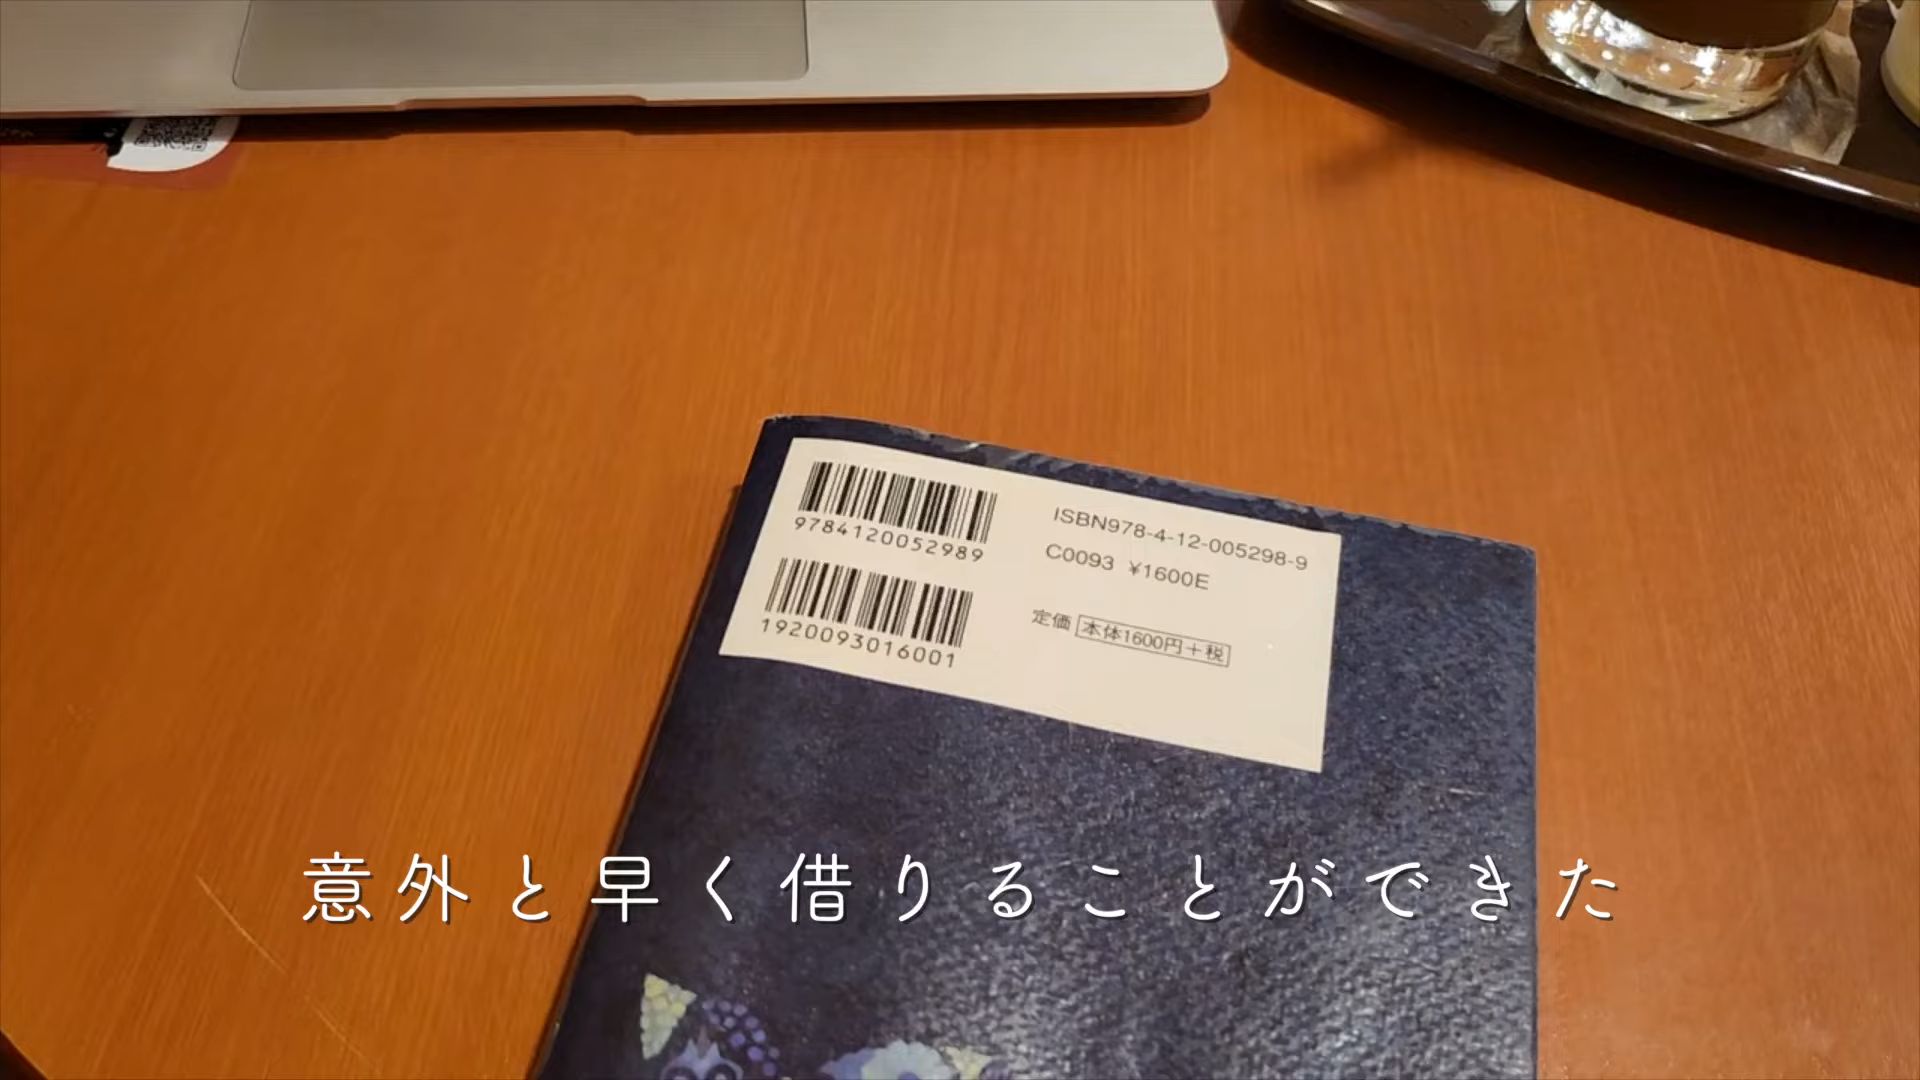 9784120052989
ISBN978-4-12-005298-9
C0093 ¥1600E
1920093016001
定価 本体1600円+税
意外と早く借りることができた